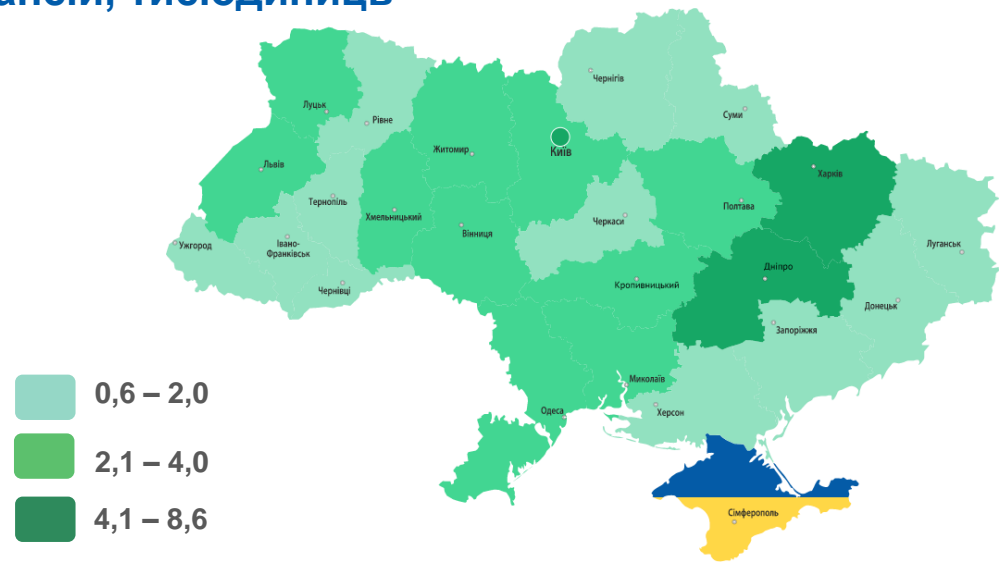 Чернігів
Суми
Луцьк
Рівне
Київ
Житомир
Харків
Львів
Тернопіль
Хмельницький
Полтава
Черкаси
Вінниця
Ужгород
Івано-
Франківськ
Луганськ
Дніпро
Кропивницький
Чернівці
Донецьк
Запоріжжя
Миколаїв
Одеса
Херсон
Сімферополь
0,6 – 2,0
2,1 – 4,0
4,1 – 8,6